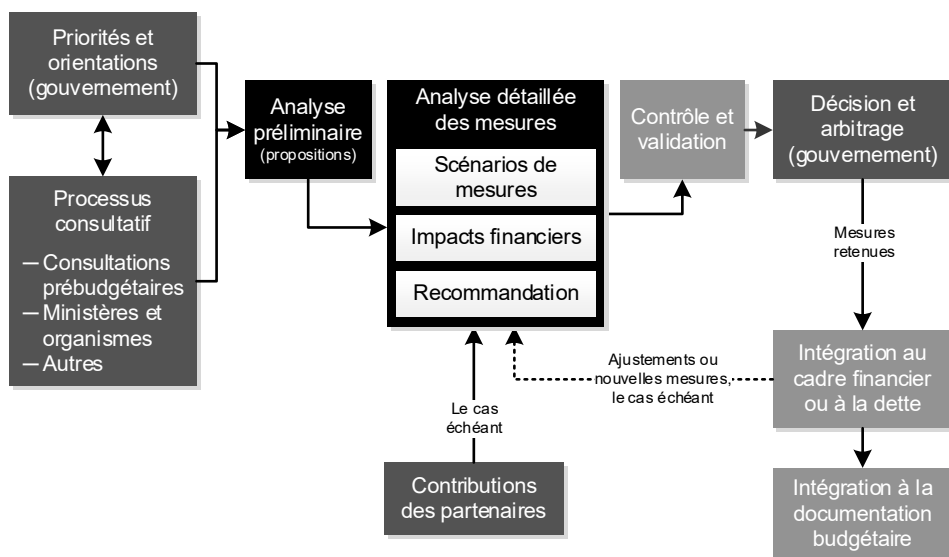 Priorités et
orientations
(gouvernement)
Processus
consultatif
— Consultations
prébudgétaires
— Ministères et
organismes
— Autres
Analyse
préliminaire
(propositions)
Analyse détaillée
des mesures
Scénarios de
mesures
Impacts financiers
Recommandation
Le cas
échéant
Contributions
des partenaires
Contrôle et
validation
Décision et
arbitrage
(gouvernement)
Mesures
retenues
Ajustements ou
nouvelles mesures,
le cas échéant
Intégration au
cadre financier
ou à la dette
Intégration à la
documentation
budgétaire